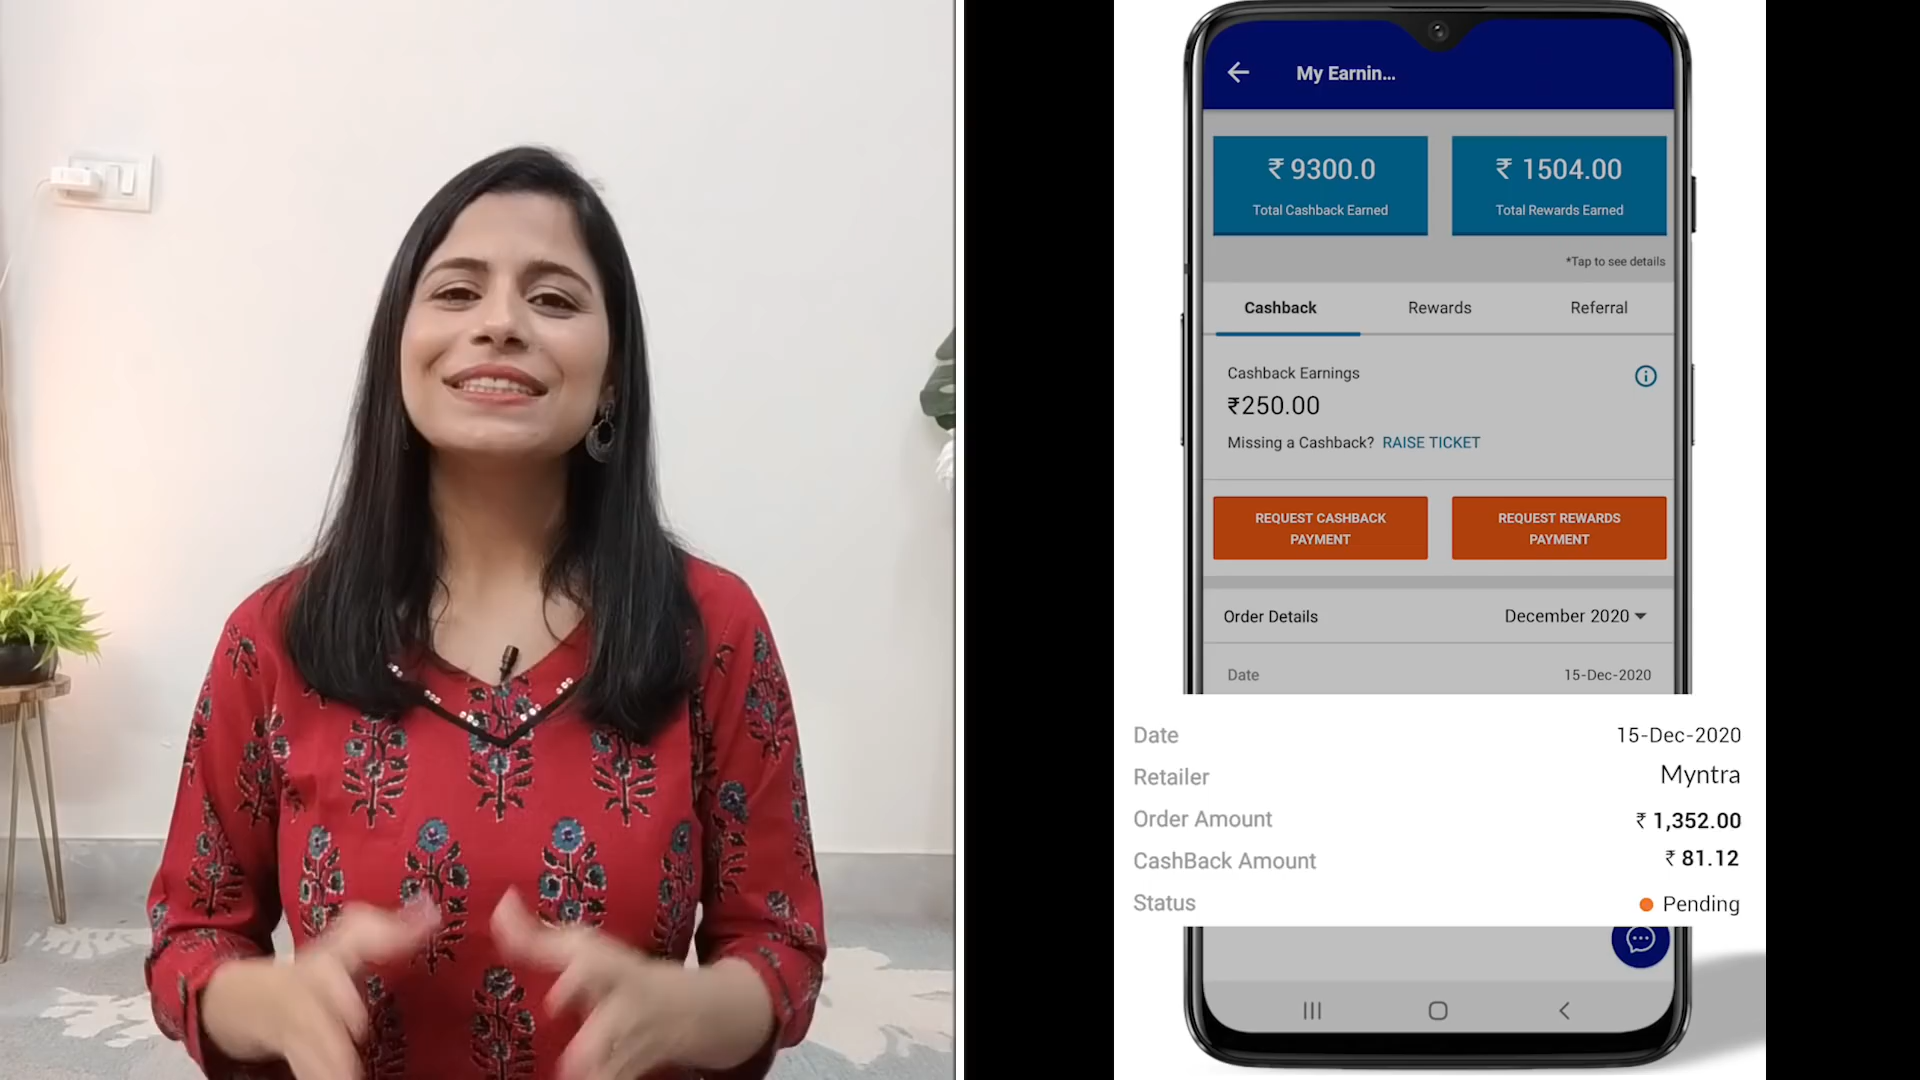 My Earnin...
₹ 9300.0
Total Cashback Earned
₹ 1504.00
Total Rewards Earned
*Tap to see details
Cashback
Rewards
Referral
Cashback Earnings
₹250.00
Missing a Cashback? RAISE TICKET
REQUEST CASHBACK
PAYMENT
REQUEST REWARDS
PAYMENT
Order Details
December 2020
Date 15-Dec-2020
Date 15-Dec-2020
Retailer Myntra
Order Amount ₹ 1,352.00
CashBack Amount ₹ 81.12
Status Pending